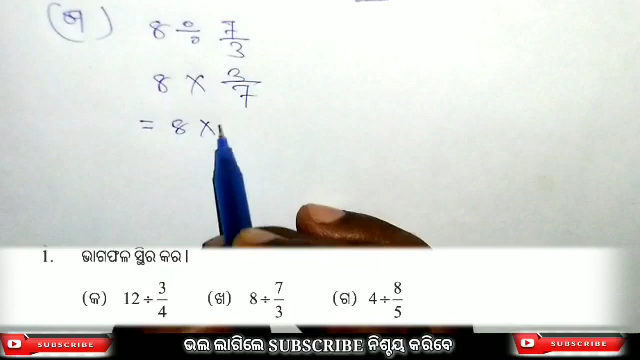 (ଖ) 8 ÷ 7/3
8 × 3/7
= 8 ×
1. ଭାଗଫଳ ସ୍ଥିର କର ।
(କ) 12 ÷ 3/4 (ଖ) 8 ÷ 7/3 (ଗ) 4 ÷ 8/5
SUBSCRIBE ଭଲ ଲାଗିଲେ SUBSCRIBE ନିଶ୍ଚୟ କରିବେ SUBSCRIBE